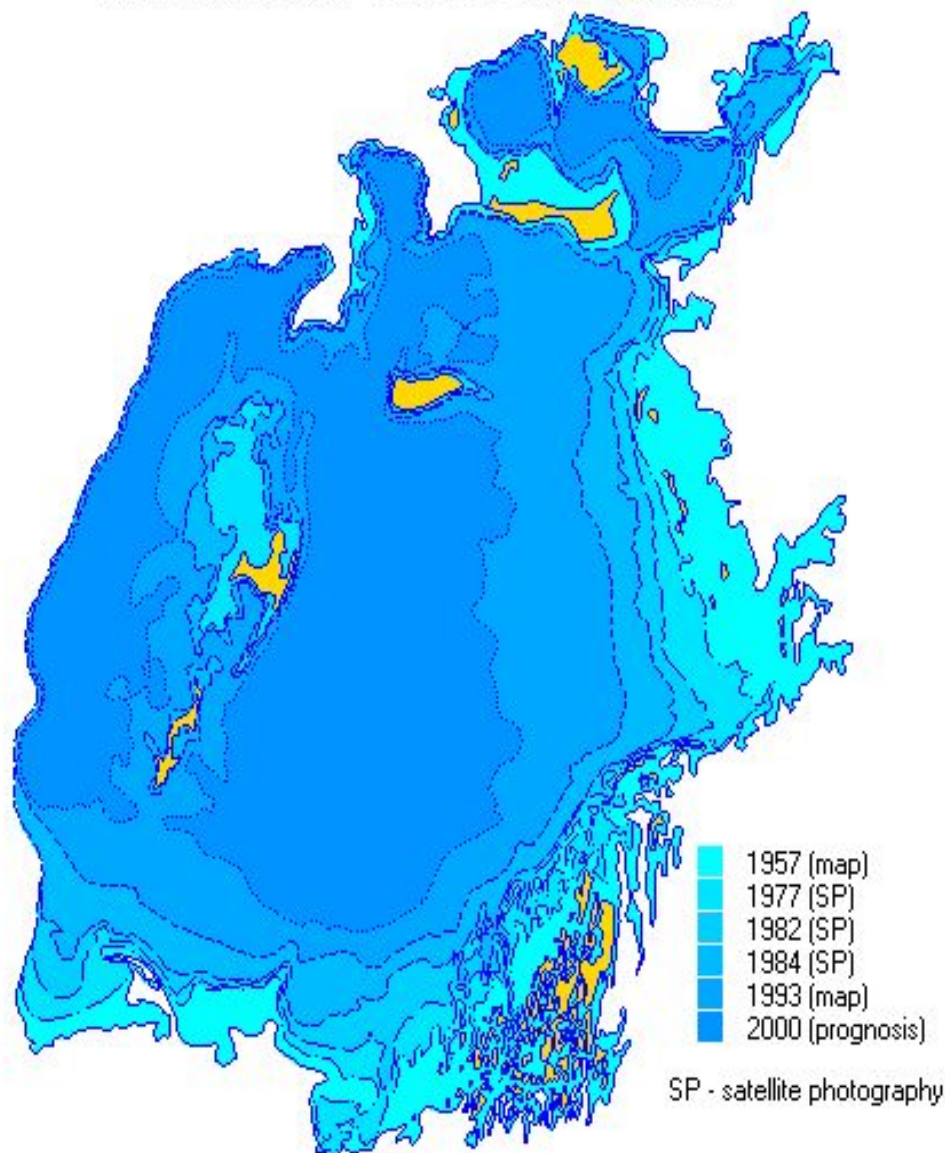 1957 (map)
1977 (SP)
1982 (SP)
1984 (SP)
1993 (map)
2000 (prognosis)
SP - satellite photography